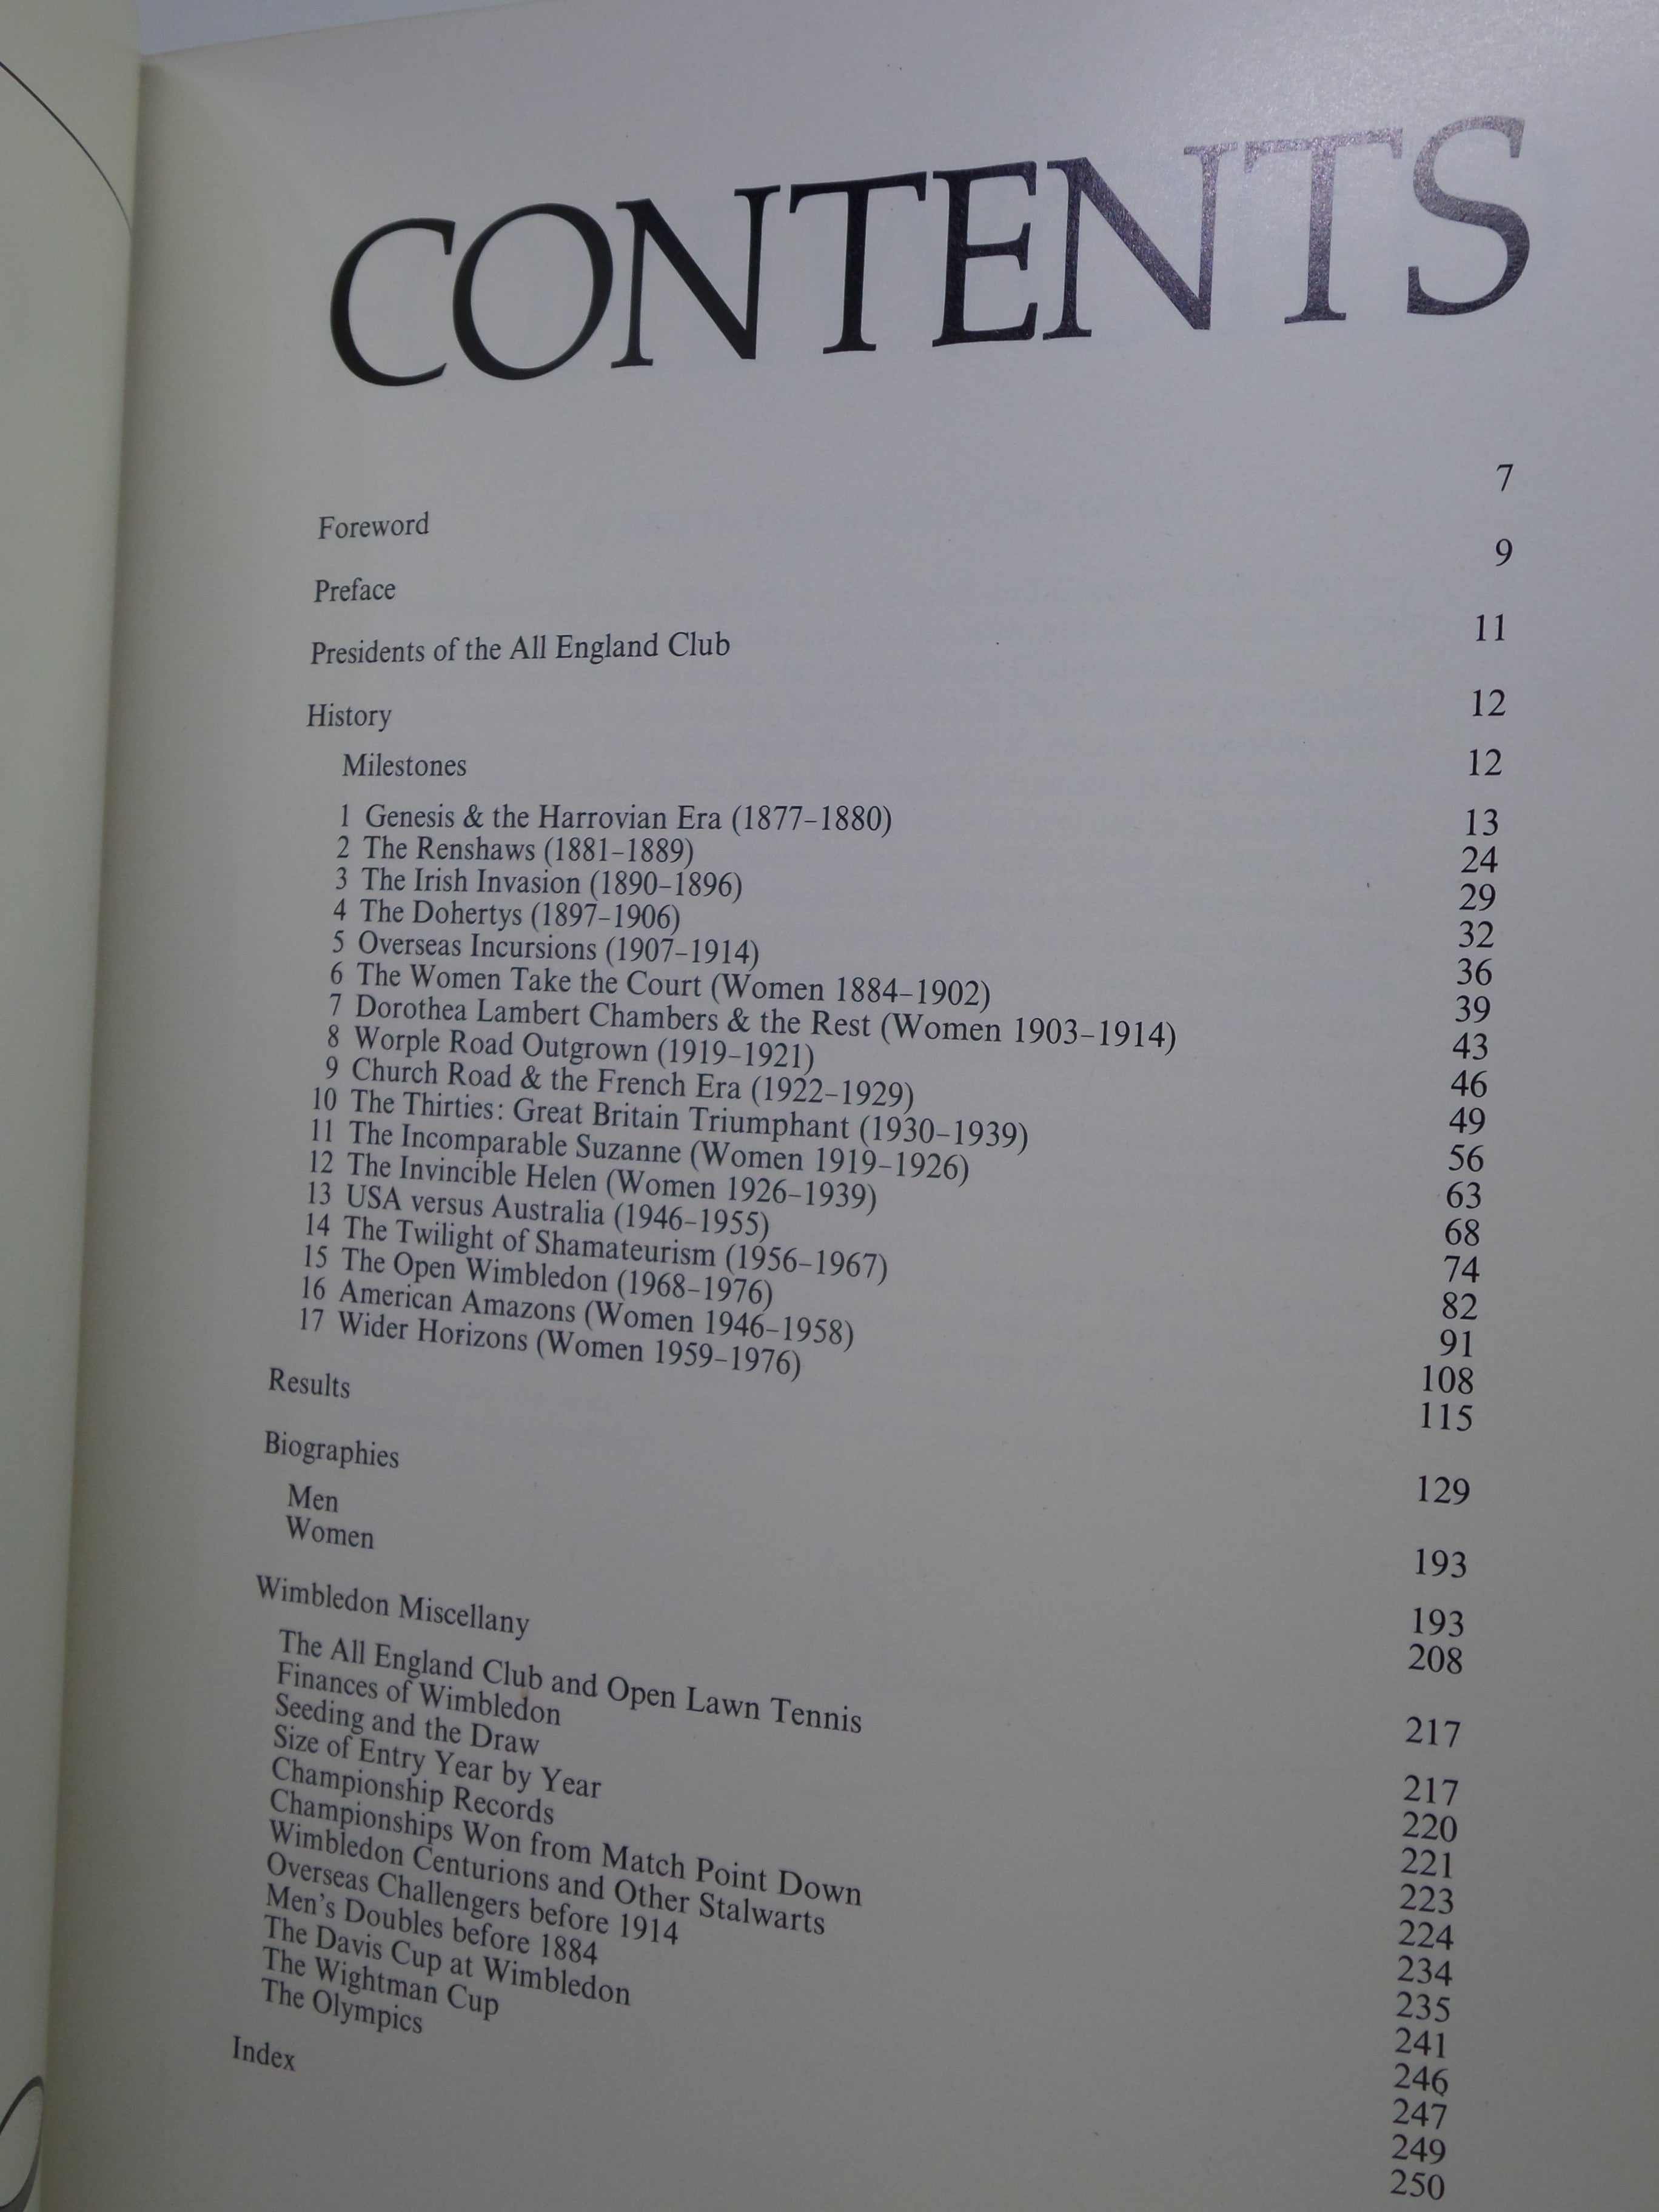 CONTENTS
Foreword 7
Preface 9
Presidents of the All England Club 11
History 12
Milestones 12
1 Genesis & the Harrovian Era (1877–1880) 13
2 The Renshaws (1881–1889) 24
3 The Irish Invasion (1890–1896) 29
4 The Dohertys (1897–1906) 32
5 Overseas Incursions (1907–1914) 36
6 The Women Take the Court (Women 1884–1902) 39
7 Dorothea Lambert Chambers & the Rest (Women 1903–1914) 43
8 Worple Road Outgrown (1919–1921) 46
9 Church Road & the French Era (1922–1929) 49
10 The Thirties: Great Britain Triumphant (1930–1939) 56
11 The Incomparable Suzanne (Women 1919–1926) 63
12 The Invincible Helen (Women 1926–1939) 68
13 USA versus Australia (1946–1955) 74
14 The Twilight of Shamateurism (1956–1967) 82
15 The Open Wimbledon (1968–1976) 91
16 American Amazons (Women 1946–1958) 108
17 Wider Horizons (Women 1959–1976) 115
Results 129
Biographies 193
Men 193
Women 208
Wimbledon Miscellany 217
The All England Club and Open Lawn Tennis 217
Finances of Wimbledon 220
Seeding and the Draw 221
Size of Entry Year by Year 223
Championship Records 224
Championships Won from Match Point Down 234
Wimbledon Centurions and Other Stalwarts 235
Overseas Challengers before 1914 241
Men's Doubles before 1884 246
The Davis Cup at Wimbledon 247
The Wightman Cup 249
The Olympics 250
Index